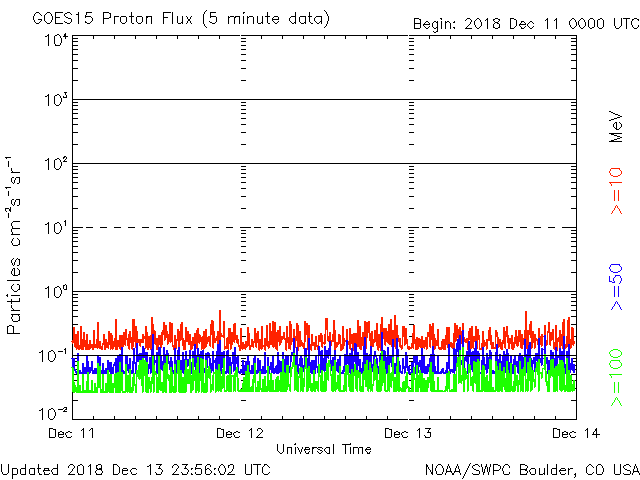 GOES15 Proton Flux (5 minute data)
Begin: 2018 Dec 11 0000 UTC
10⁴
10³
10²
10¹
10⁰
10⁻¹
10⁻²
Particles cm⁻²s⁻¹sr⁻¹
MeV
>=10
>=50
>=100
Dec 11
Dec 12
Dec 13
Dec 14
Universal Time
Updated 2018 Dec 13 23:56:02 UTC
NOAA/SWPC Boulder, CO USA